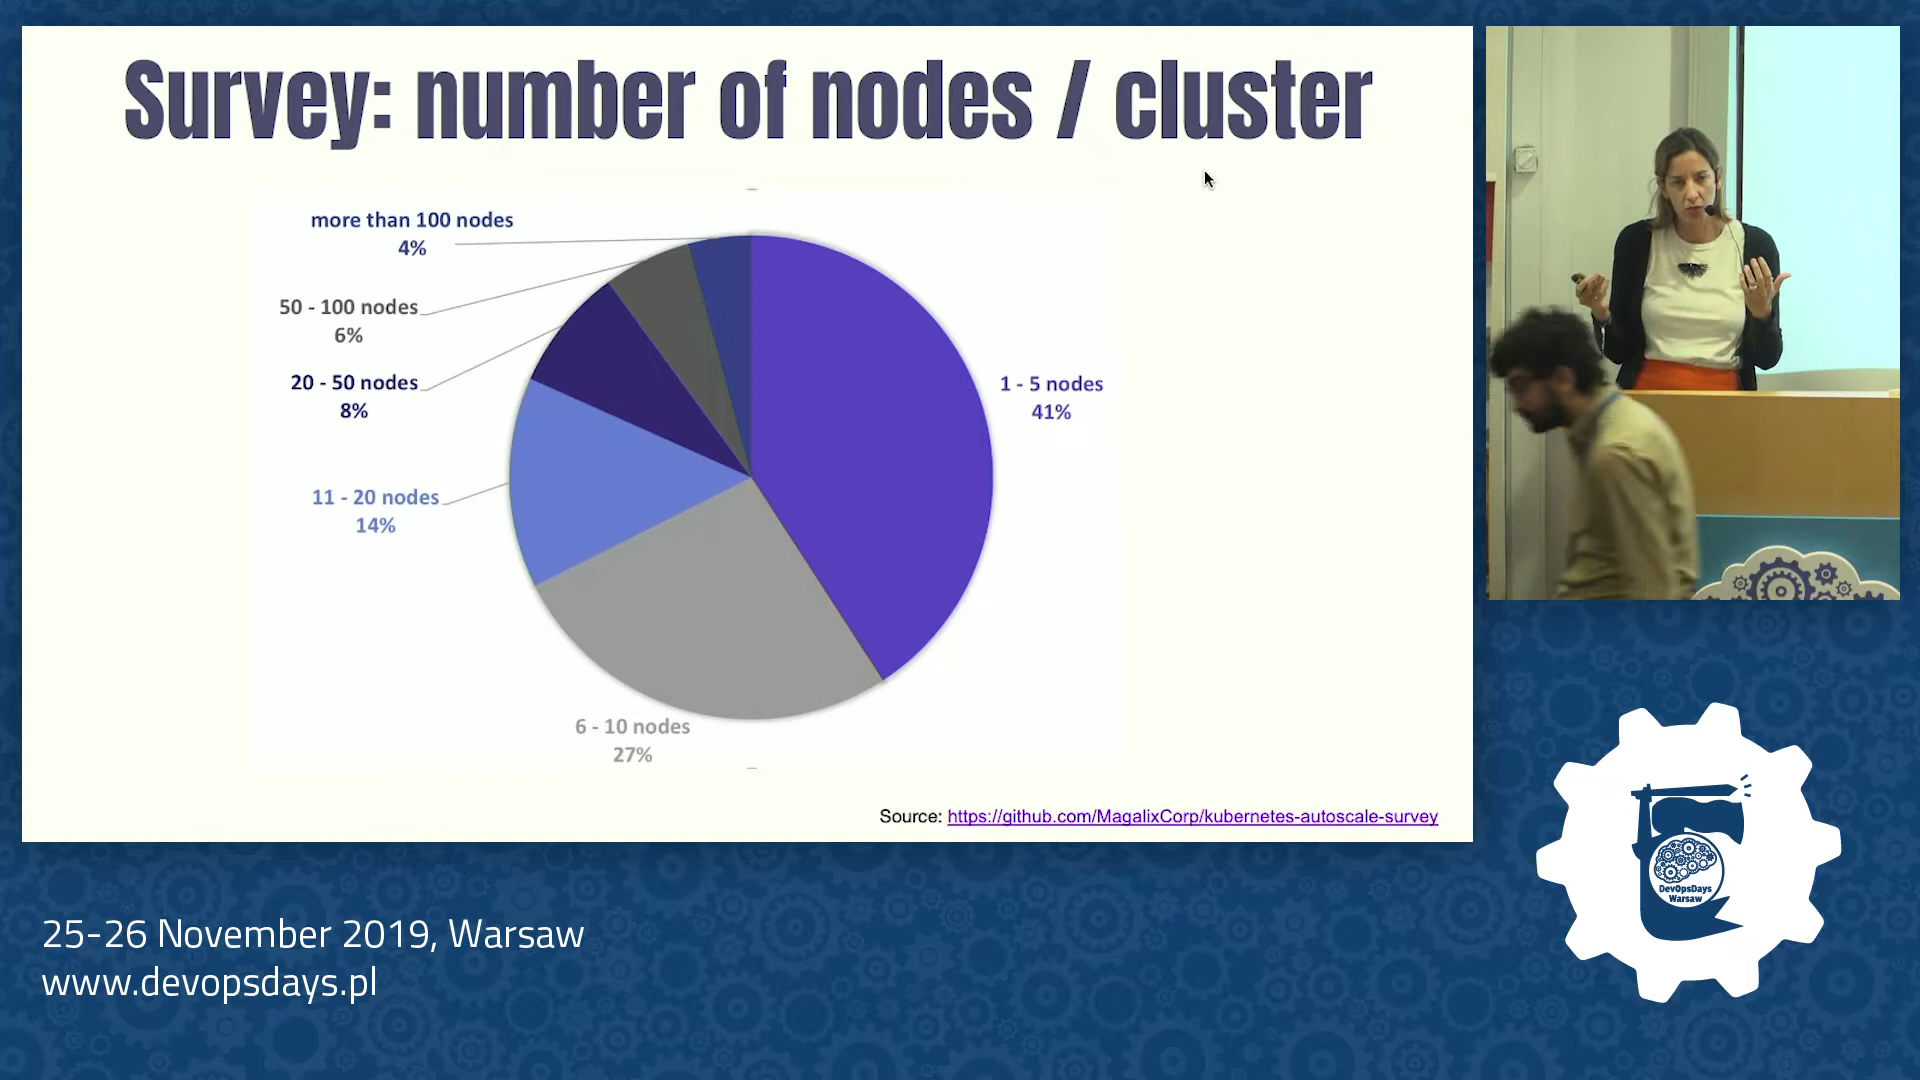 Survey: number of nodes / cluster
more than 100 nodes
4%
50 - 100 nodes
6%
20 - 50 nodes
8%
11 - 20 nodes
14%
6 - 10 nodes
27%
1 - 5 nodes
41%
Source: https://github.com/MagalixCorp/kubernetes-autoscale-survey
25-26 November 2019, Warsaw
www.devopsdays.pl
DevOpsDays
Warsaw